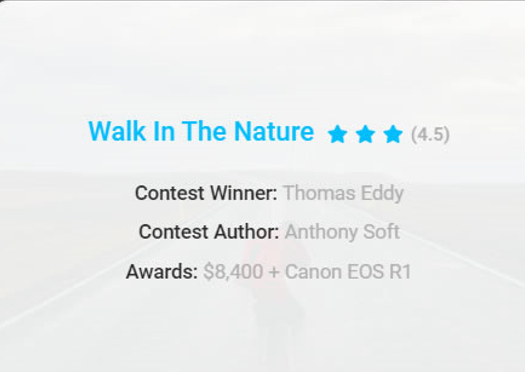 Walk In The Nature (4.5)
Contest Winner: Thomas Eddy
Contest Author: Anthony Soft
Awards: $8,400 + Canon EOS R1